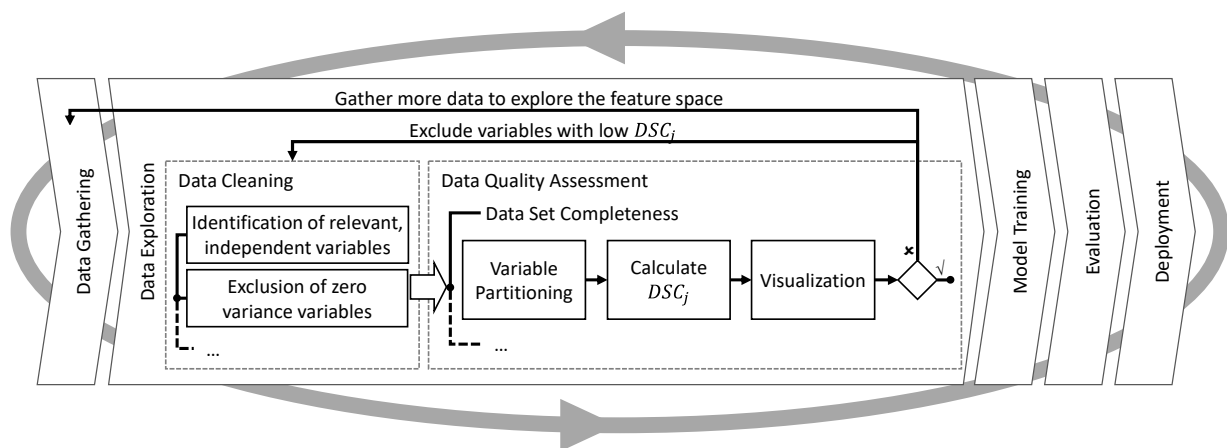 Gather more data to explore the feature space
Exclude variables with low DSC_j
Data Gathering
Data Exploration
Data Cleaning
Identification of relevant,
independent variables
Exclusion of zero
variance variables
...
Data Quality Assessment
Data Set Completeness
Variable
Partitioning
Calculate
DSC_j
Visualization
×
√
...
Model Training
Evaluation
Deployment